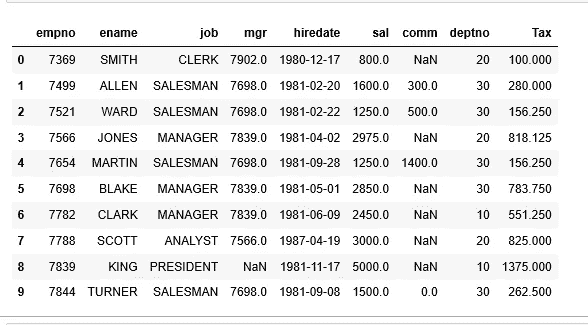 empno ename job mgr hiredate sal comm deptno Tax
0 7369 SMITH CLERK 7902.0 1980-12-17 800.0 NaN 20 100.000
1 7499 ALLEN SALESMAN 7698.0 1981-02-20 1600.0 300.0 30 280.000
2 7521 WARD SALESMAN 7698.0 1981-02-22 1250.0 500.0 30 156.250
3 7566 JONES MANAGER 7839.0 1981-04-02 2975.0 NaN 20 818.125
4 7654 MARTIN SALESMAN 7698.0 1981-09-28 1250.0 1400.0 30 156.250
5 7698 BLAKE MANAGER 7839.0 1981-05-01 2850.0 NaN 30 783.750
6 7782 CLARK MANAGER 7839.0 1981-06-09 2450.0 NaN 10 551.250
7 7788 SCOTT ANALYST 7566.0 1987-04-19 3000.0 NaN 20 825.000
8 7839 KING PRESIDENT NaN 1981-11-17 5000.0 NaN 10 1375.000
9 7844 TURNER SALESMAN 7698.0 1981-09-08 1500.0 0.0 30 262.500